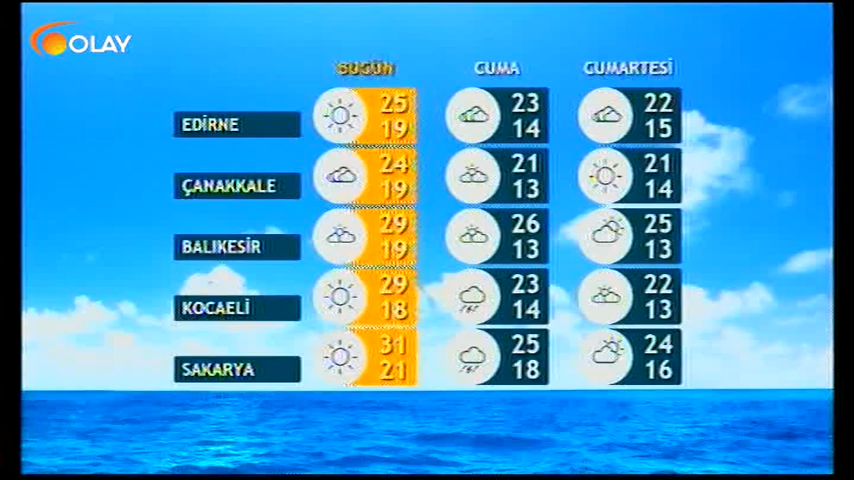 OLAY
BUGÜN CUMA CUMARTESİ
EDİRNE 25 19 23 14 22 15
ÇANAKKALE 24 19 21 13 21 14
BALIKESİR 29 19 26 13 25 13
KOCAELİ 29 18 23 14 22 13
SAKARYA 31 21 25 18 24 16